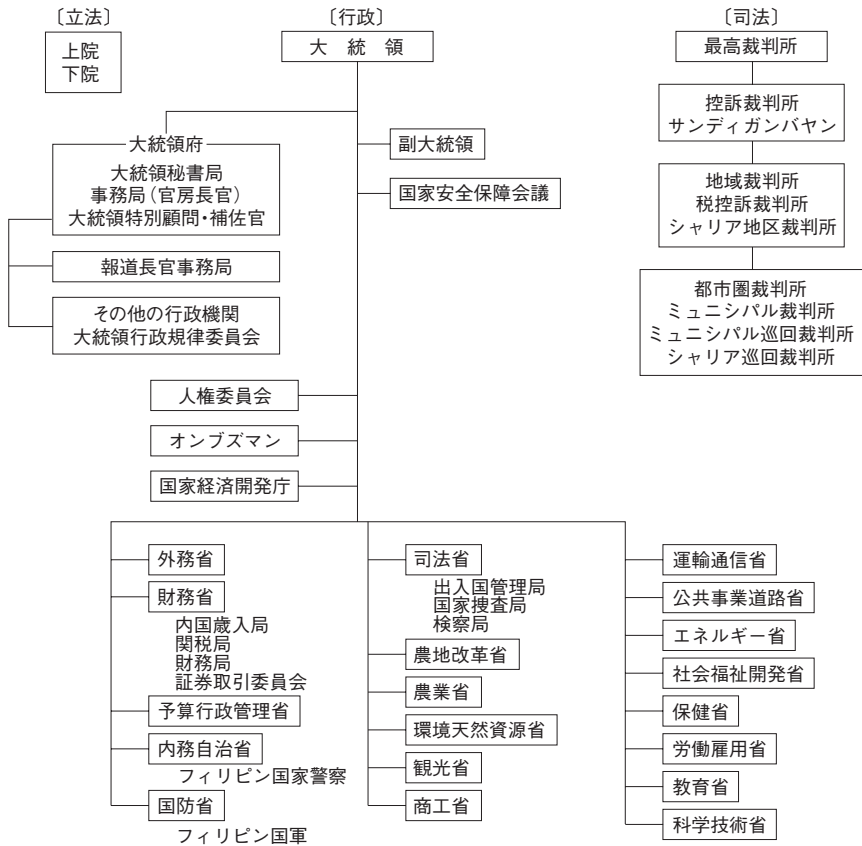 〔立法〕
上院
下院
〔行政〕
大統領
大統領府
大統領秘書局
事務局（官房長官）
大統領特別顧問・補佐官
報道長官事務局
その他の行政機関
大統領行政規律委員会
副大統領
国家安全保障会議
人権委員会
オンブズマン
国家経済開発庁
外務省
財務省
内国歳入局
関税局
財務局
証券取引委員会
予算行政管理省
内務自治省
フィリピン国家警察
国防省
フィリピン国軍
司法省
出入国管理局
国家捜査局
検察局
農地改革省
農業省
環境天然資源省
観光省
商工省
運輸通信省
公共事業道路省
エネルギー省
社会福祉開発省
保健省
労働雇用省
教育省
科学技術省
〔司法〕
最高裁判所
控訴裁判所
サンディガンバヤン
地域裁判所
税控訴裁判所
シャリア地区裁判所
都市圏裁判所
ミュニシパル裁判所
ミュニシパル巡回裁判所
シャリア巡回裁判所